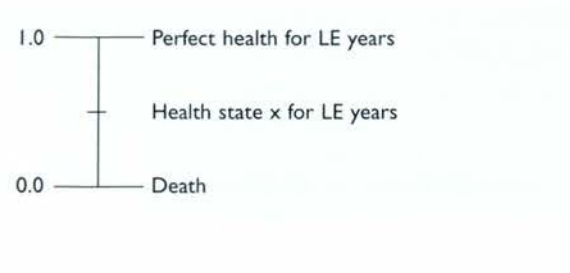 1.0 Perfect health for LE years
Health state x for LE years
0.0 Death